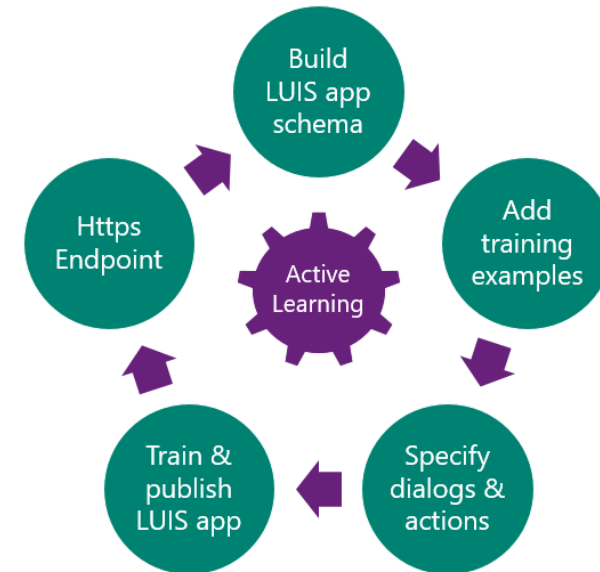 Build
LUIS app
schema
Add
training
examples
Specify
dialogs &
actions
Train &
publish
LUIS app
Https
Endpoint
Active
Learning